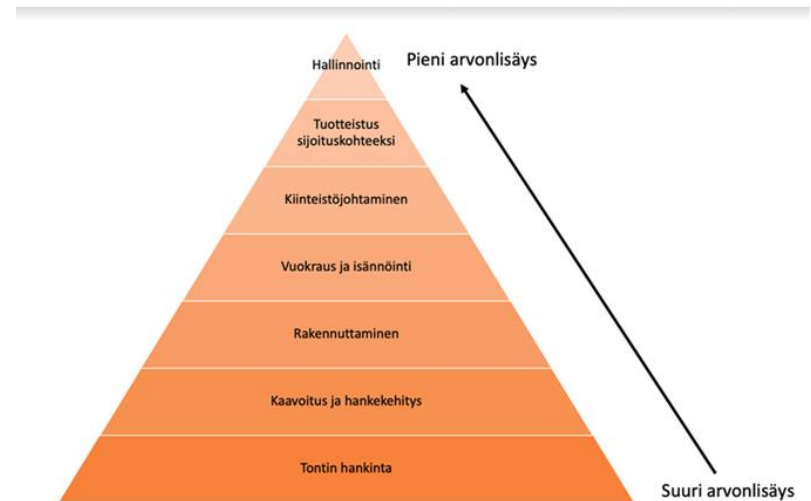 Hallinnointi
Pieni arvonlisäys
Tuotteistus
sijoituskohteeksi
Kiinteistöjohtaminen
Vuokraus ja isännöinti
Rakennuttaminen
Kaavoitus ja hankekehitys
Tontin hankinta
Suuri arvonlisäys